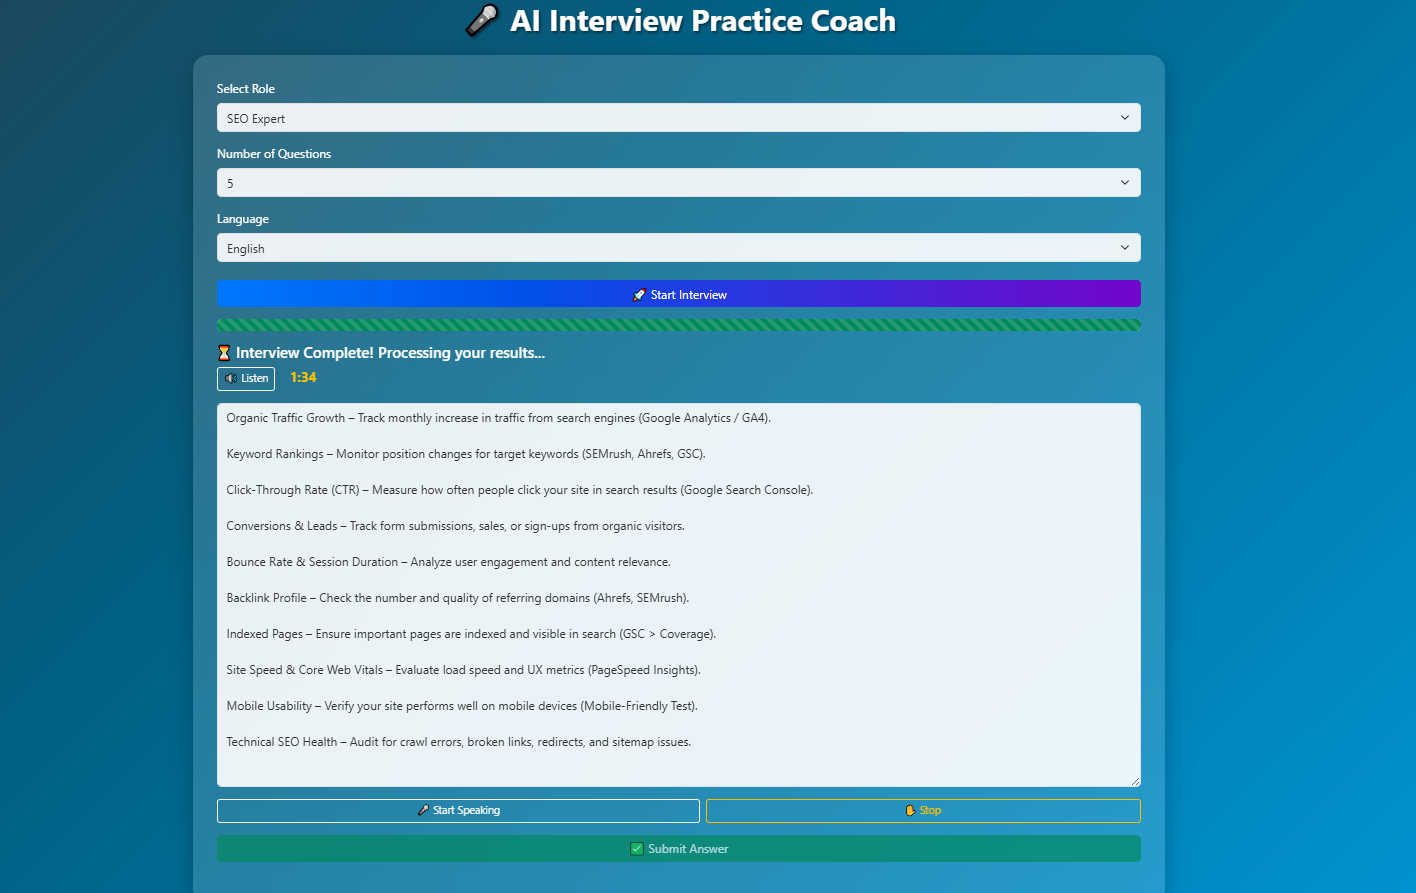 🎤 AI Interview Practice Coach
Select Role
SEO Expert
Number of Questions
5
Language
English
🚀 Start Interview
⏳ Interview Complete! Processing your results...
🔊 Listen 1:34
Organic Traffic Growth – Track monthly increase in traffic from search engines (Google Analytics / GA4).
Keyword Rankings – Monitor position changes for target keywords (SEMrush, Ahrefs, GSC).
Click-Through Rate (CTR) – Measure how often people click your site in search results (Google Search Console).
Conversions & Leads – Track form submissions, sales, or sign-ups from organic visitors.
Bounce Rate & Session Duration – Analyze user engagement and content relevance.
Backlink Profile – Check the number and quality of referring domains (Ahrefs, SEMrush).
Indexed Pages – Ensure important pages are indexed and visible in search (GSC > Coverage).
Site Speed & Core Web Vitals – Evaluate load speed and UX metrics (PageSpeed Insights).
Mobile Usability – Verify your site performs well on mobile devices (Mobile-Friendly Test).
Technical SEO Health – Audit for crawl errors, broken links, redirects, and sitemap issues.
🎤 Start Speaking ✋ Stop
✅ Submit Answer